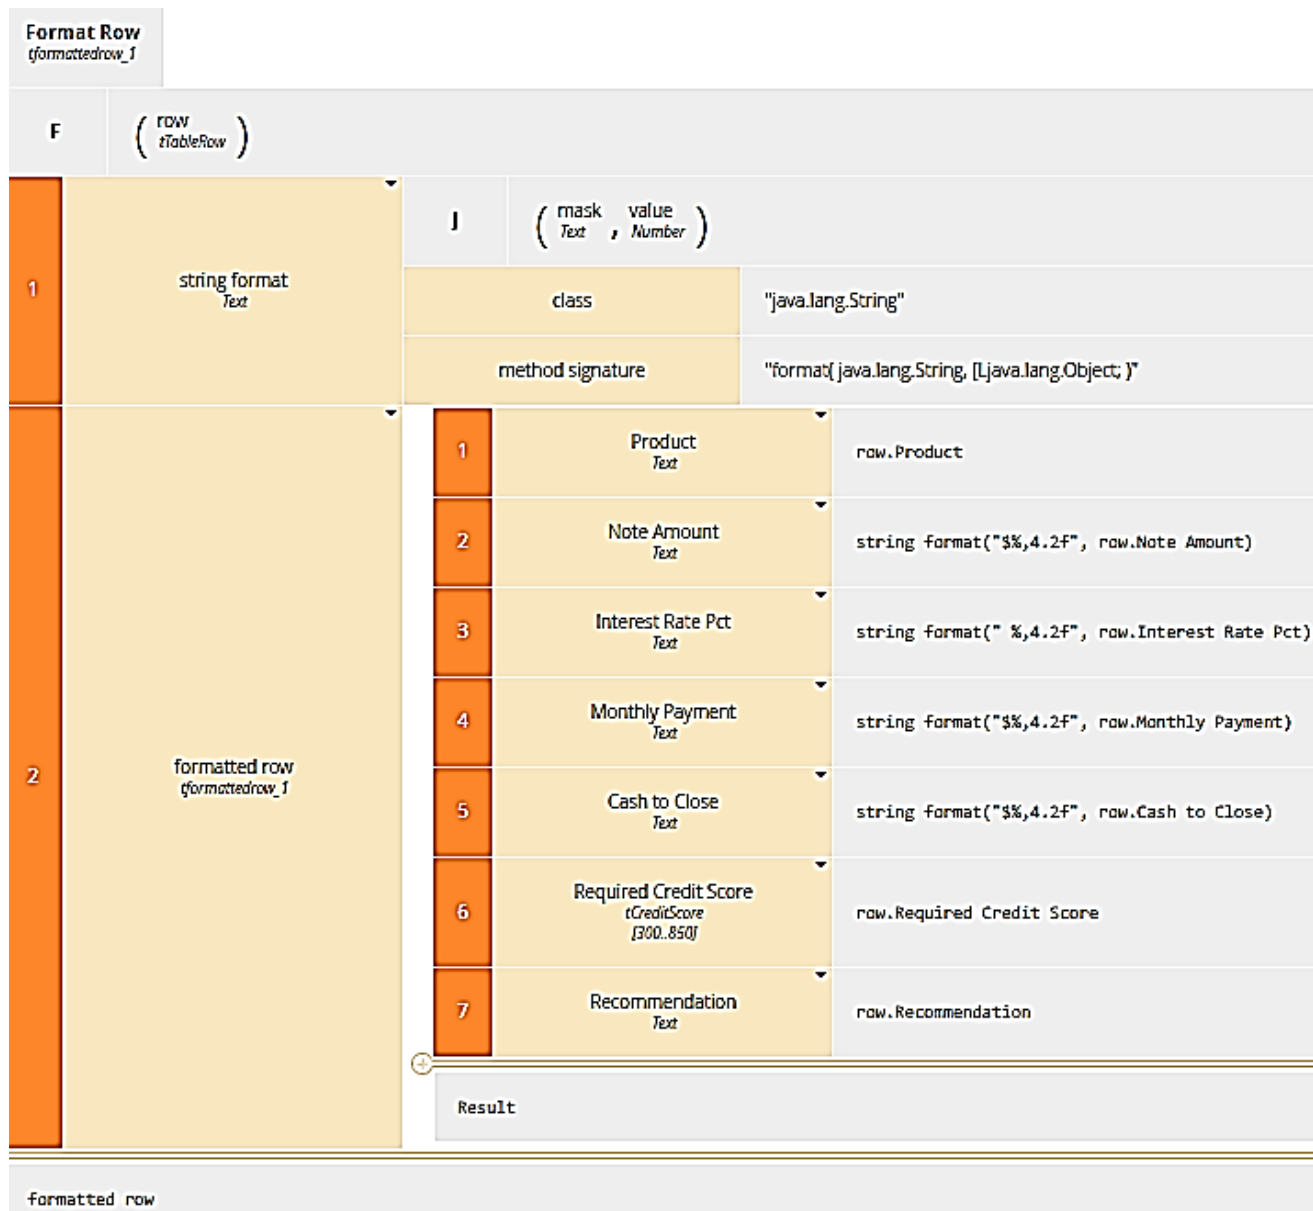 Format Row
tformattedrow_1
F ( row )
tTableRow
1
string format
Text
J ( mask , value )
Text Number
class "java.lang.String"
method signature "format( java.lang.String, [Ljava.lang.Object; )"
2
formatted row
tformattedrow_1
1 Product row.Product
Text
2 Note Amount string format("$%,4.2f", row.Note Amount)
Text
3 Interest Rate Pct string format(" %,4.2f", row.Interest Rate Pct)
Text
4 Monthly Payment string format("$%,4.2f", row.Monthly Payment)
Text
5 Cash to Close string format("$%,4.2f", row.Cash to Close)
Text
6 Required Credit Score row.Required Credit Score
tCreditScore
[300..850]
7 Recommendation row.Recommendation
Text
Result
formatted row